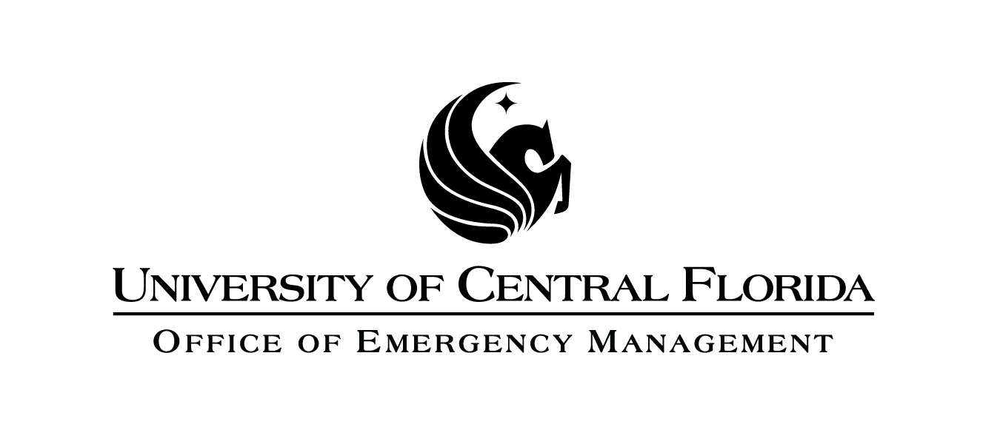 University of Central Florida
Office of Emergency Management